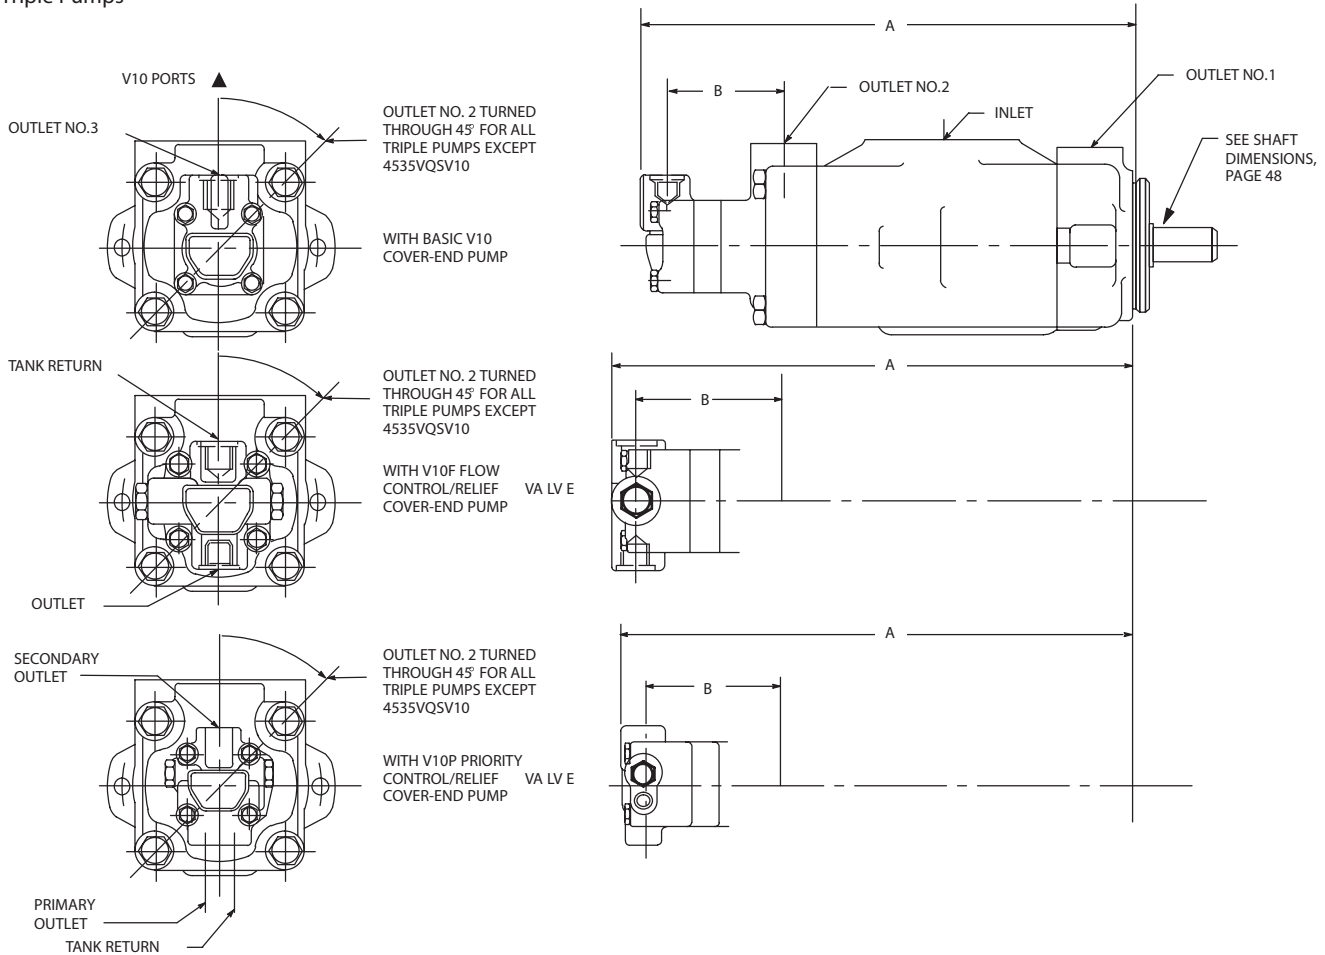 Triple Pumps
A
V10 PORTS ▲
B
OUTLET NO.2
OUTLET NO.1
OUTLET NO.3
OUTLET NO. 2 TURNED
THROUGH 45° FOR ALL
TRIPLE PUMPS EXCEPT
4535VQSV10
INLET
SEE SHAFT
DIMENSIONS,
PAGE 48
WITH BASIC V10
COVER-END PUMP
TANK RETURN
OUTLET NO. 2 TURNED
THROUGH 45° FOR ALL
TRIPLE PUMPS EXCEPT
4535VQSV10
A
B
WITH V10F FLOW
CONTROL/RELIEF VA LV E
COVER-END PUMP
OUTLET
SECONDARY
OUTLET
OUTLET NO. 2 TURNED
THROUGH 45° FOR ALL
TRIPLE PUMPS EXCEPT
4535VQSV10
A
B
WITH V10P PRIORITY
CONTROL/RELIEF VA LV E
COVER-END PUMP
PRIMARY
OUTLET
TANK RETURN